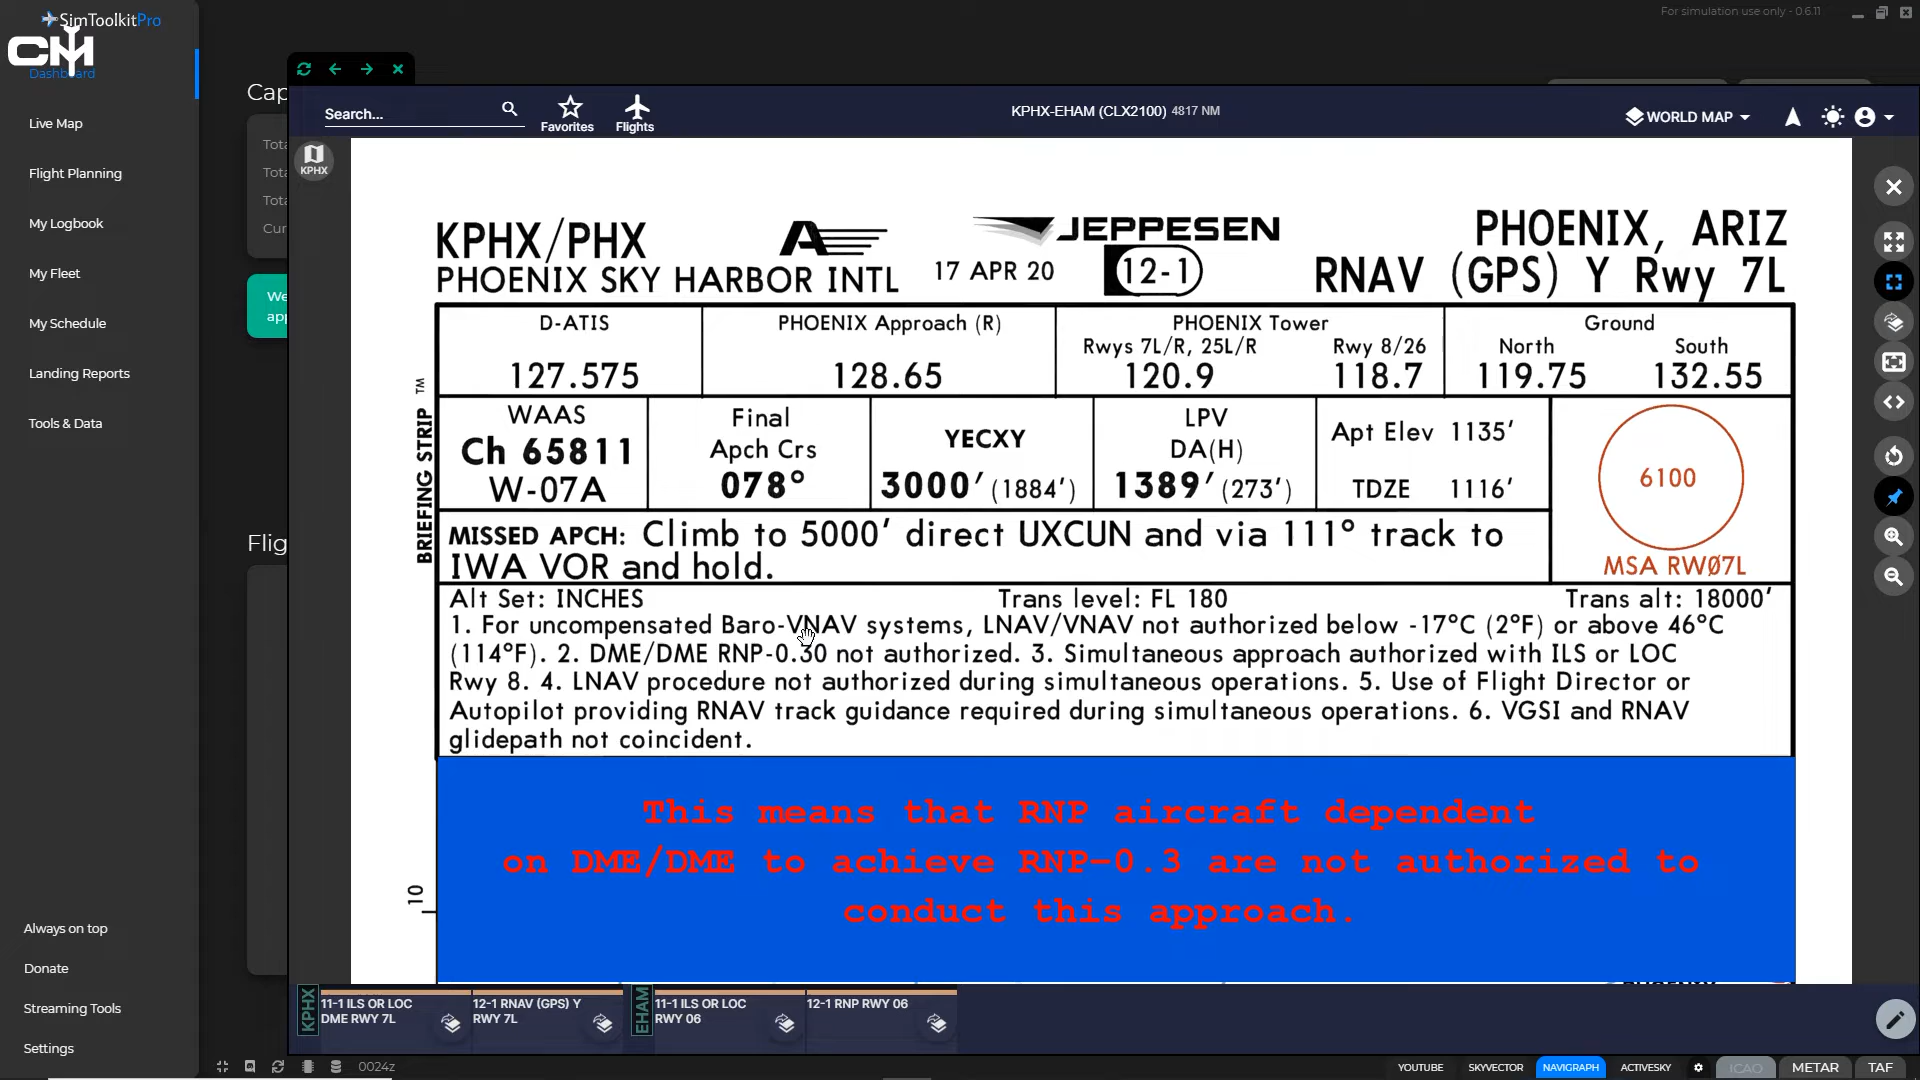 SimToolkitPro
For simulation use only - 0.6.11
CM
Dashboard
Live Map
Flight Planning
My Logbook
My Fleet
My Schedule
Landing Reports
Tools & Data
Always on top
Donate
Streaming Tools
Settings
Cap
Tota
Tota
Tota
Cur
We
app
Flig
Search...
Favorites
Flights
KPHX-EHAM (CLX2100) 4817 NM
WORLD MAP
KPHX
KPHX/PHX
PHOENIX SKY HARBOR INTL
JEPPESEN
17 APR 20
12-1
PHOENIX, ARIZ
RNAV (GPS) Y Rwy 7L
BRIEFING STRIP TM
D-ATIS
127.575
PHOENIX Approach (R)
128.65
PHOENIX Tower
Rwys 7L/R, 25L/R Rwy 8/26
120.9 118.7
Ground
North South
119.75 132.55
WAAS
Ch 65811
W-07A
Final
Apch Crs
078°
YECXY
3000' (1884')
LPV
DA(H)
1389' (273')
Apt Elev 1135'
TDZE 1116'
6100
MSA RWØ7L
MISSED APCH: Climb to 5000' direct UXCUN and via 111° track to
IWA VOR and hold.
Alt Set: INCHES Trans level: FL 180 Trans alt: 18000'
1. For uncompensated Baro-VNAV systems, LNAV/VNAV not authorized below -17°C (2°F) or above 46°C
(114°F). 2. DME/DME RNP-0.30 not authorized. 3. Simultaneous approach authorized with ILS or LOC
Rwy 8. 4. LNAV procedure not authorized during simultaneous operations. 5. Use of Flight Director or
Autopilot providing RNAV track guidance required during simultaneous operations. 6. VGSI and RNAV
glidepath not coincident.
This means that RNP aircraft dependent
on DME/DME to achieve RNP-0.3 are not authorized to
conduct this approach.
10
KPHX
11-1 ILS OR LOC
DME RWY 7L
12-1 RNAV (GPS) Y
RWY 7L
EHAM
11-1 ILS OR LOC
RWY 06
12-1 RNP RWY 06
0024z
YOUTUBE
SKYVECTOR
NAVIGRAPH
ACTIVESKY
ICAO
METAR
TAF